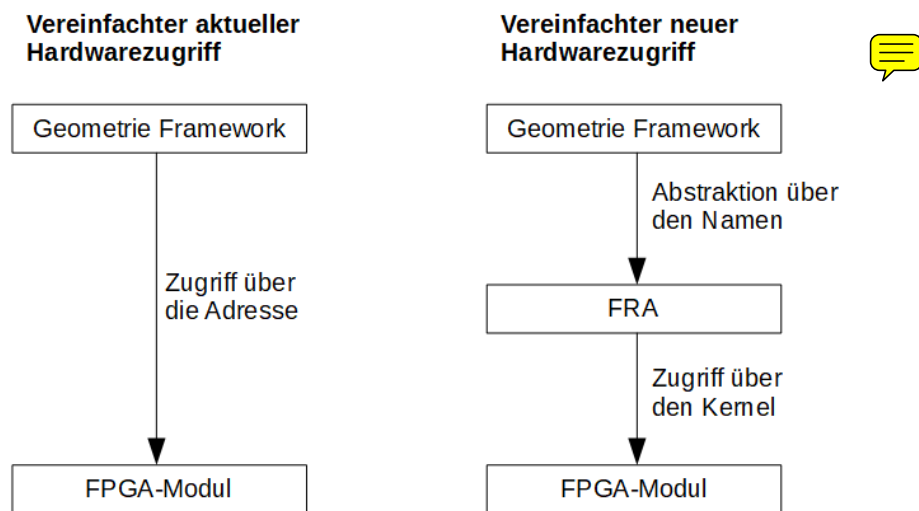 Vereinfachter aktueller
Hardwarezugriff
Geometrie Framework
Zugriff über
die Adresse
FPGA-Modul
Vereinfachter neuer
Hardwarezugriff
Geometrie Framework
Abstraktion über
den Namen
FRA
Zugriff über
den Kernel
FPGA-Modul